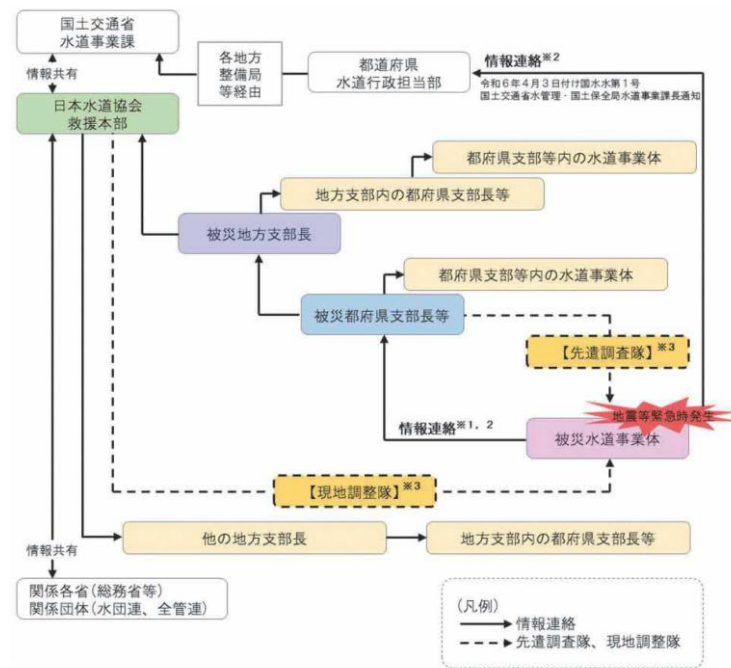 国土交通省
水道事業課
各地方
整備局
等経由
都道府県
水道行政担当部
情報連絡※2
令和6年4月3日付け国水水第1号
国土交通省水管理・国土保全局水道事業課長通知
情報共有
日本水道協会
救援本部
都府県支部等内の水道事業体
地方支部内の都府県支部長等
被災地方支部長
都府県支部等内の水道事業体
被災都府県支部長等
【先遣調査隊】※3
地震等緊急時発生
情報連絡※1, 2
被災水道事業体
【現地調整隊】※3
他の地方支部長
地方支部内の都府県支部長等
情報共有
関係各省(総務省等)
関係団体(水団連、全管連)
(凡例)
情報連絡
先遣調査隊、現地調整隊